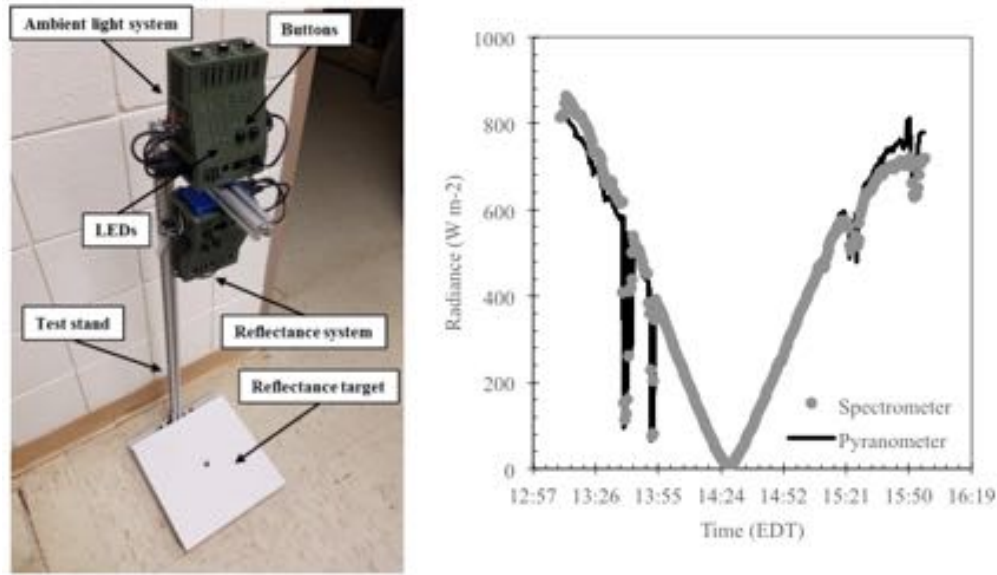 Ambient light system
Buttons
LEDs
Test stand
Reflectance system
Reflectance target
1000
800
600
400
200
0
Radiance (W m-2)
Spectrometer
Pyranometer
12:57 13:26 13:55 14:24 14:52 15:21 15:50 16:19
Time (EDT)